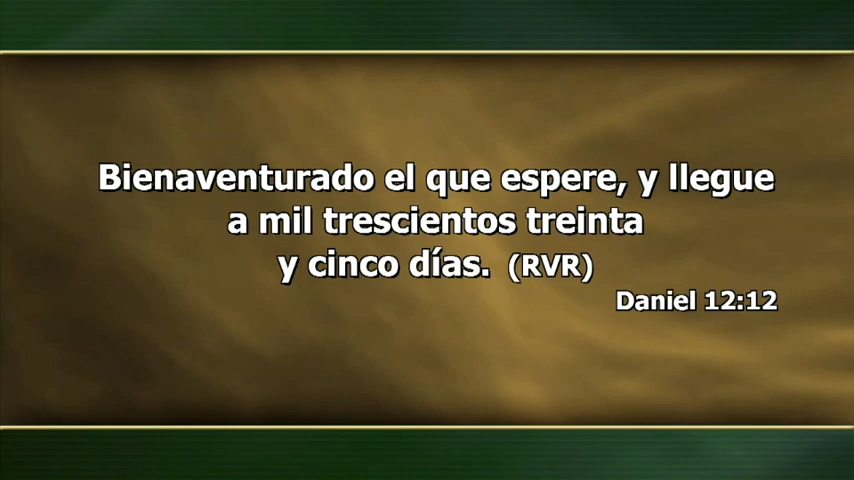 Bienaventurado el que espere, y llegue
a mil trescientos treinta
y cinco días. (RVR)
Daniel 12:12